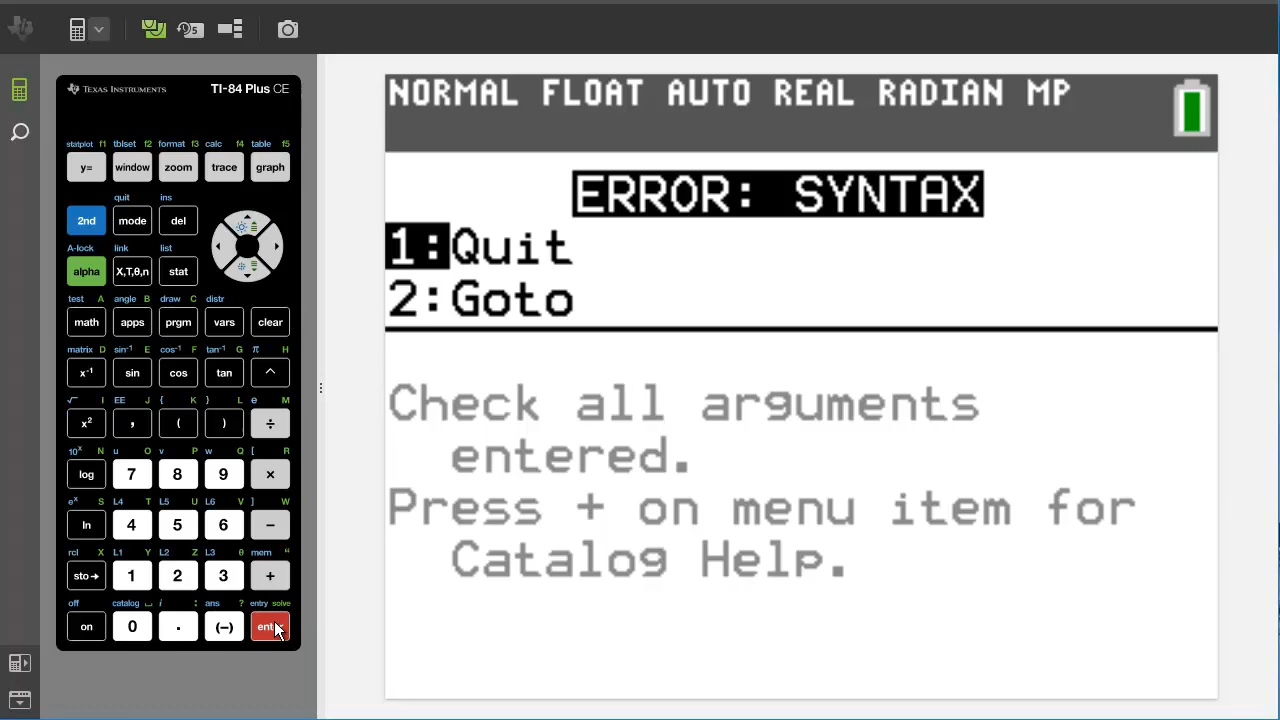 NORMAL FLOAT AUTO REAL RADIAN MP
ERROR: SYNTAX
1:Quit
2:Goto
Check all arguments
entered.
Press + on menu item for
Catalog Help.
TEXAS INSTRUMENTS TI-84 Plus CE
statplot f1 tblset f2 format f3 calc f4 table f5
y= window zoom trace graph
quit ins
2nd mode del
A-lock link list
alpha X,T,θ,n stat
test A angle B draw C distr
math apps prgm vars clear
matrix D sin⁻¹ E cos⁻¹ F tan⁻¹ G π H
x⁻¹ sin cos tan ^
√ I EE J { K } L e M
x² , ( ) ÷
10ˣ N u O v P w Q [ R
log 7 8 9 ×
eˣ S L4 T L5 U L6 V ] W
ln 4 5 6 −
rcl X L1 Y L2 Z L3 θ mem “
sto→ 1 2 3 +
off catalog ⎵ i : ans ? entry solve
on 0 . (−)
5